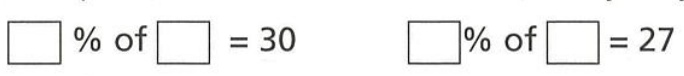 □ % of □ = 30 □% of □ = 27